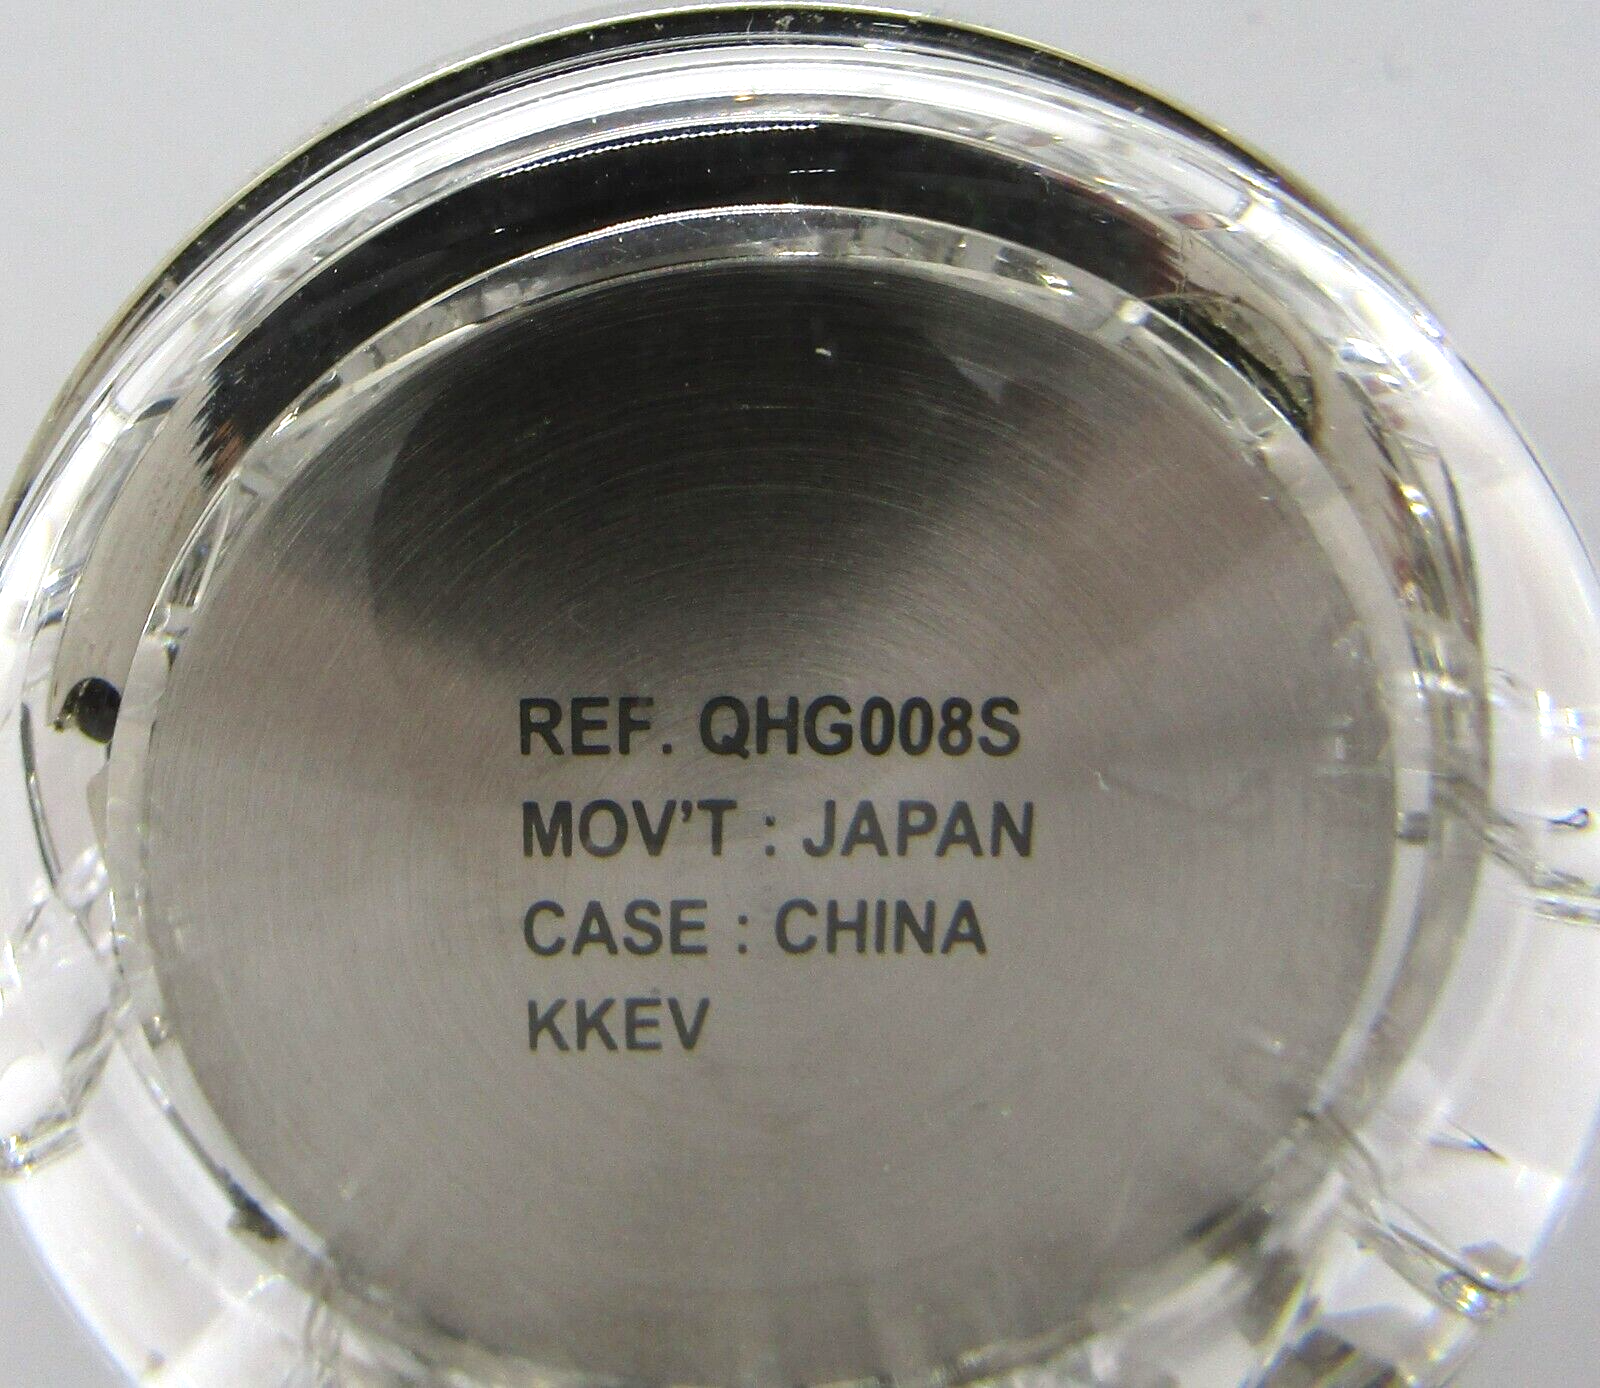 REF. QHG008S
MOV'T : JAPAN
CASE : CHINA
KKEV